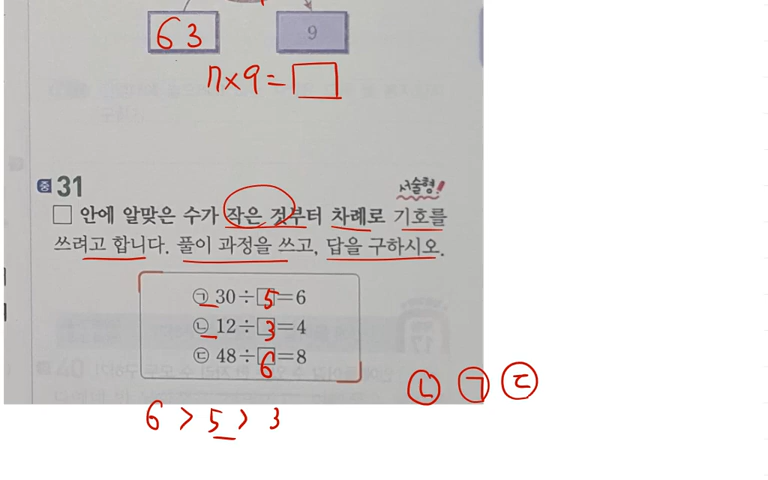 63 9
7×9=□
중 31 서술형!
□ 안에 알맞은 수가 작은 것부터 차례로 기호를
쓰려고 합니다. 풀이 과정을 쓰고, 답을 구하시오.
㉠ 30÷5=6
㉡ 12÷3=4
㉢ 48÷6=8
㉡ ㉠ ㉢
6 > 5 > 3